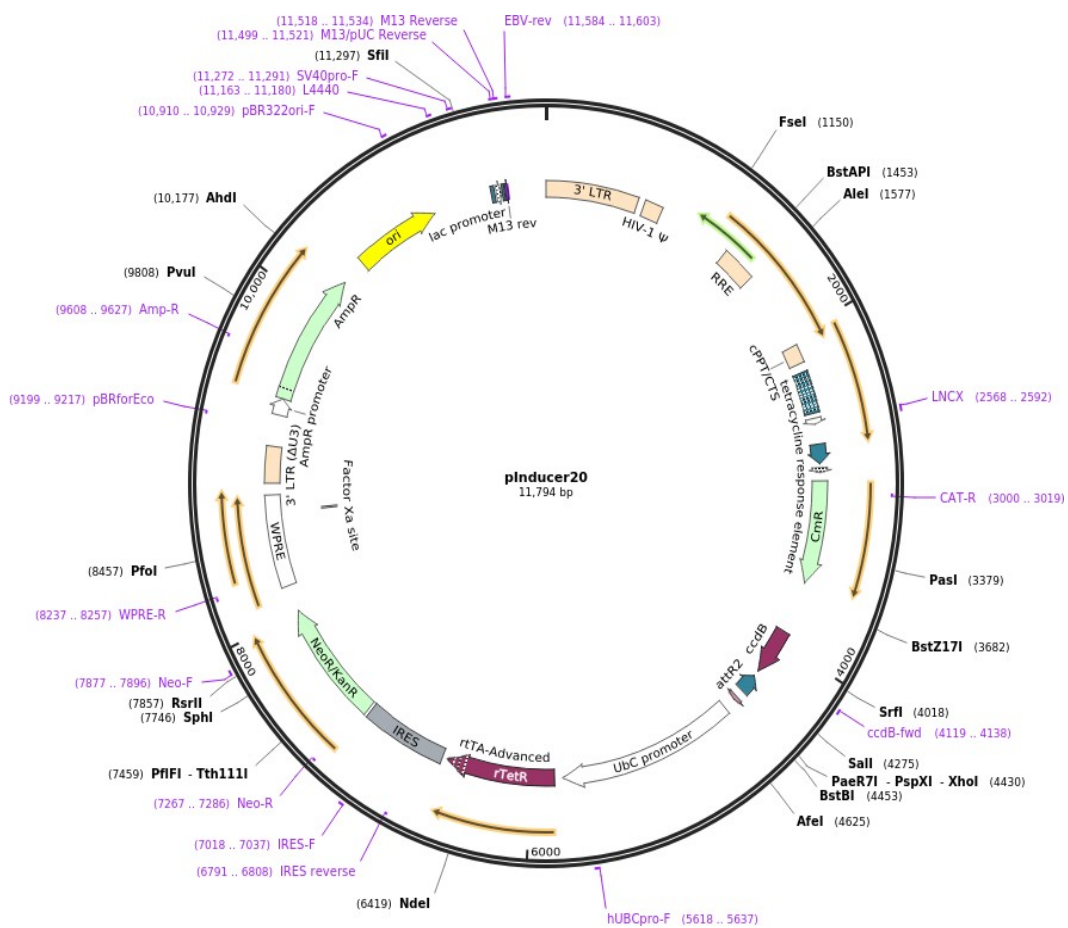 (11,518 .. 11,534) M13 Reverse
EBV-rev (11,584 .. 11,603)
(11,499 .. 11,521) M13/pUC Reverse
(11,297) SfiI
(11,272 .. 11,291) SV40pro-F
(11,163 .. 11,180) L4440
(10,910 .. 10,929) pBR322ori-F
FseI (1150)
BstAPI (1453)
AleI (1577)
(10,177) AhdI
(9808) PvuI
(9608 .. 9627) Amp-R
(9199 .. 9217) pBRforEco
10,000
2000
3' LTR
HIV-1 Ψ
lac promoter
M13 rev
ori
RRE
AmpR
cPPT/CTS
tetracycline response element
LNCX (2568 .. 2592)
AmpR promoter
3' LTR (ΔU3)
Factor Xa site
pInducer20
11,794 bp
CAT-R (3000 .. 3019)
CmR
WPRE
(8457) PfoI
PasI (3379)
(8237 .. 8257) WPRE-R
BstZ17I (3682)
8000
4000
ccdB
attR2
NeoR/KanR
(7877 .. 7896) Neo-F
(7857) RsrII
(7746) SphI
SrfI (4018)
ccdB-fwd (4119 .. 4138)
IRES
rtTA-Advanced
rTetR
UbC promoter
(7459) PflFI - Tth111I
SalI (4275)
PaeR7I - PspXI - XhoI (4430)
BstBI (4453)
(7267 .. 7286) Neo-R
AfeI (4625)
(7018 .. 7037) IRES-F
6000
(6791 .. 6808) IRES reverse
(6419) NdeI
hUBCpro-F (5618 .. 5637)